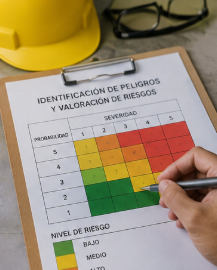 IDENTIFICACIÓN DE PELIGROS
Y VALORACIÓN DE RIESGOS
SEVERIDAD
PROBABILIDAD 1 2 3 4 5
5
4
3
2
1
NIVEL DE RIESGO
BAJO
MEDIO
ALTO